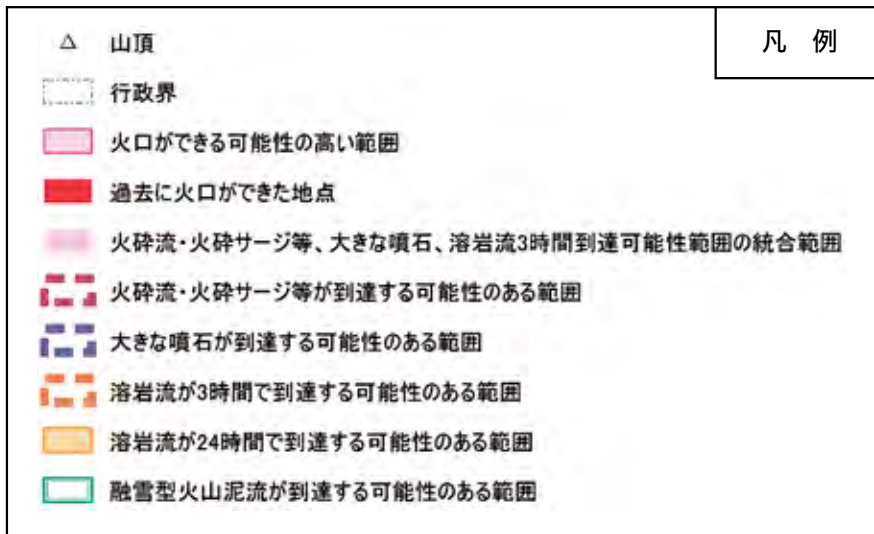 凡 例
山頂
行政界
火口ができる可能性の高い範囲
過去に火口ができた地点
火砕流・火砕サージ等、大きな噴石、溶岩流3時間到達可能性範囲の統合範囲
火砕流・火砕サージ等が到達する可能性のある範囲
大きな噴石が到達する可能性のある範囲
溶岩流が3時間で到達する可能性のある範囲
溶岩流が24時間で到達する可能性のある範囲
融雪型火山泥流が到達する可能性のある範囲